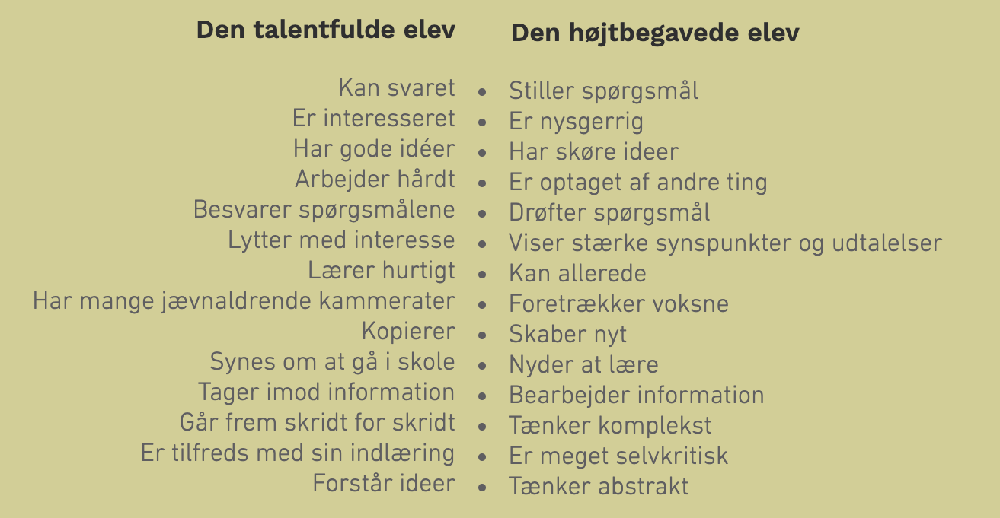 Den talentfulde elev
Den højtbegavede elev
Kan svaret • Stiller spørgsmål
Er interesseret • Er nysgerrig
Har gode idéer • Har skøre ideer
Arbejder hårdt • Er optaget af andre ting
Besvarer spørgsmålene • Drøfter spørgsmål
Lytter med interesse • Viser stærke synspunkter og udtalelser
Lærer hurtigt • Kan allerede
Har mange jævnaldrende kammerater • Foretrækker voksne
Kopierer • Skaber nyt
Synes om at gå i skole • Nyder at lære
Tager imod information • Bearbejder information
Går frem skridt for skridt • Tænker komplekst
Er tilfreds med sin indlæring • Er meget selvkritisk
Forstår ideer • Tænker abstrakt